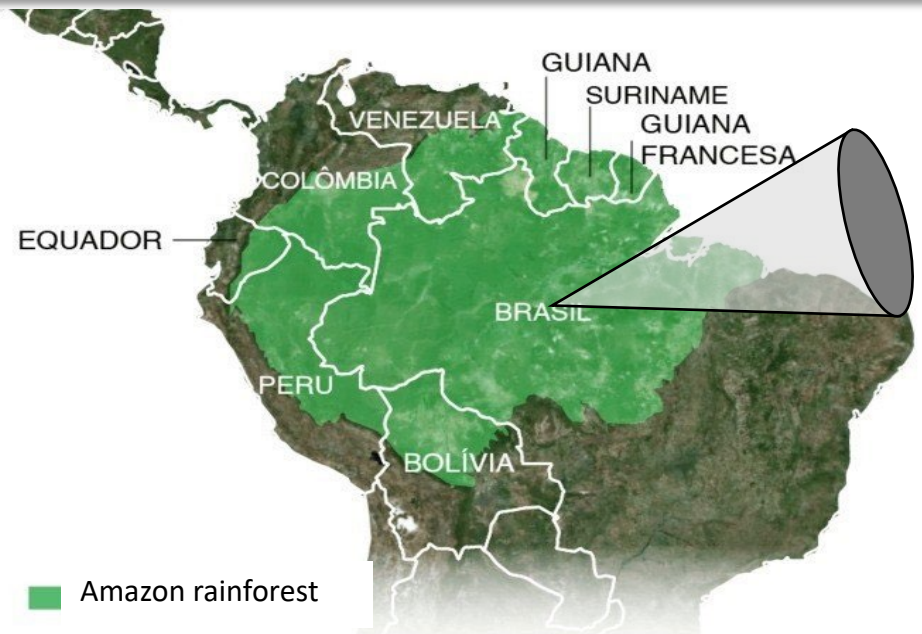 GUIANA
SURINAME
GUIANA
FRANCESA
VENEZUELA
COLÔMBIA
EQUADOR
BRASIL
PERU
BOLÍVIA
Amazon rainforest